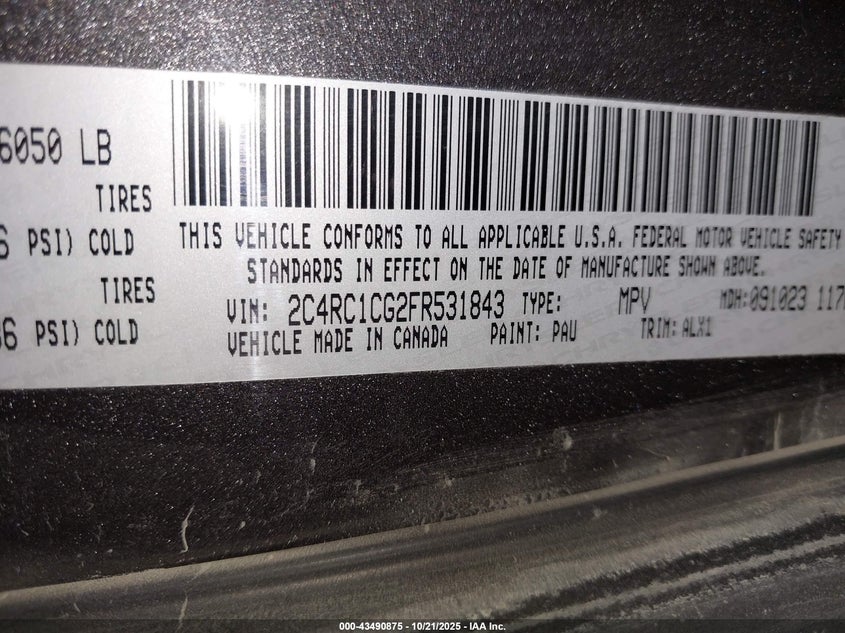 6050 LB
TIRES
6 PSI) COLD
TIRES
36 PSI) COLD
THIS VEHICLE CONFORMS TO ALL APPLICABLE U.S.A. FEDERAL MOTOR VEHICLE SAFETY
STANDARDS IN EFFECT ON THE DATE OF MANUFACTURE SHOWN ABOVE.
VIN: 2C4RC1CG2FR531843 TYPE: MPV MDH:091023 117
VEHICLE MADE IN CANADA PAINT: PAU TRIM: ALX1
000-43490875 - 10/21/2025 - IAA Inc.